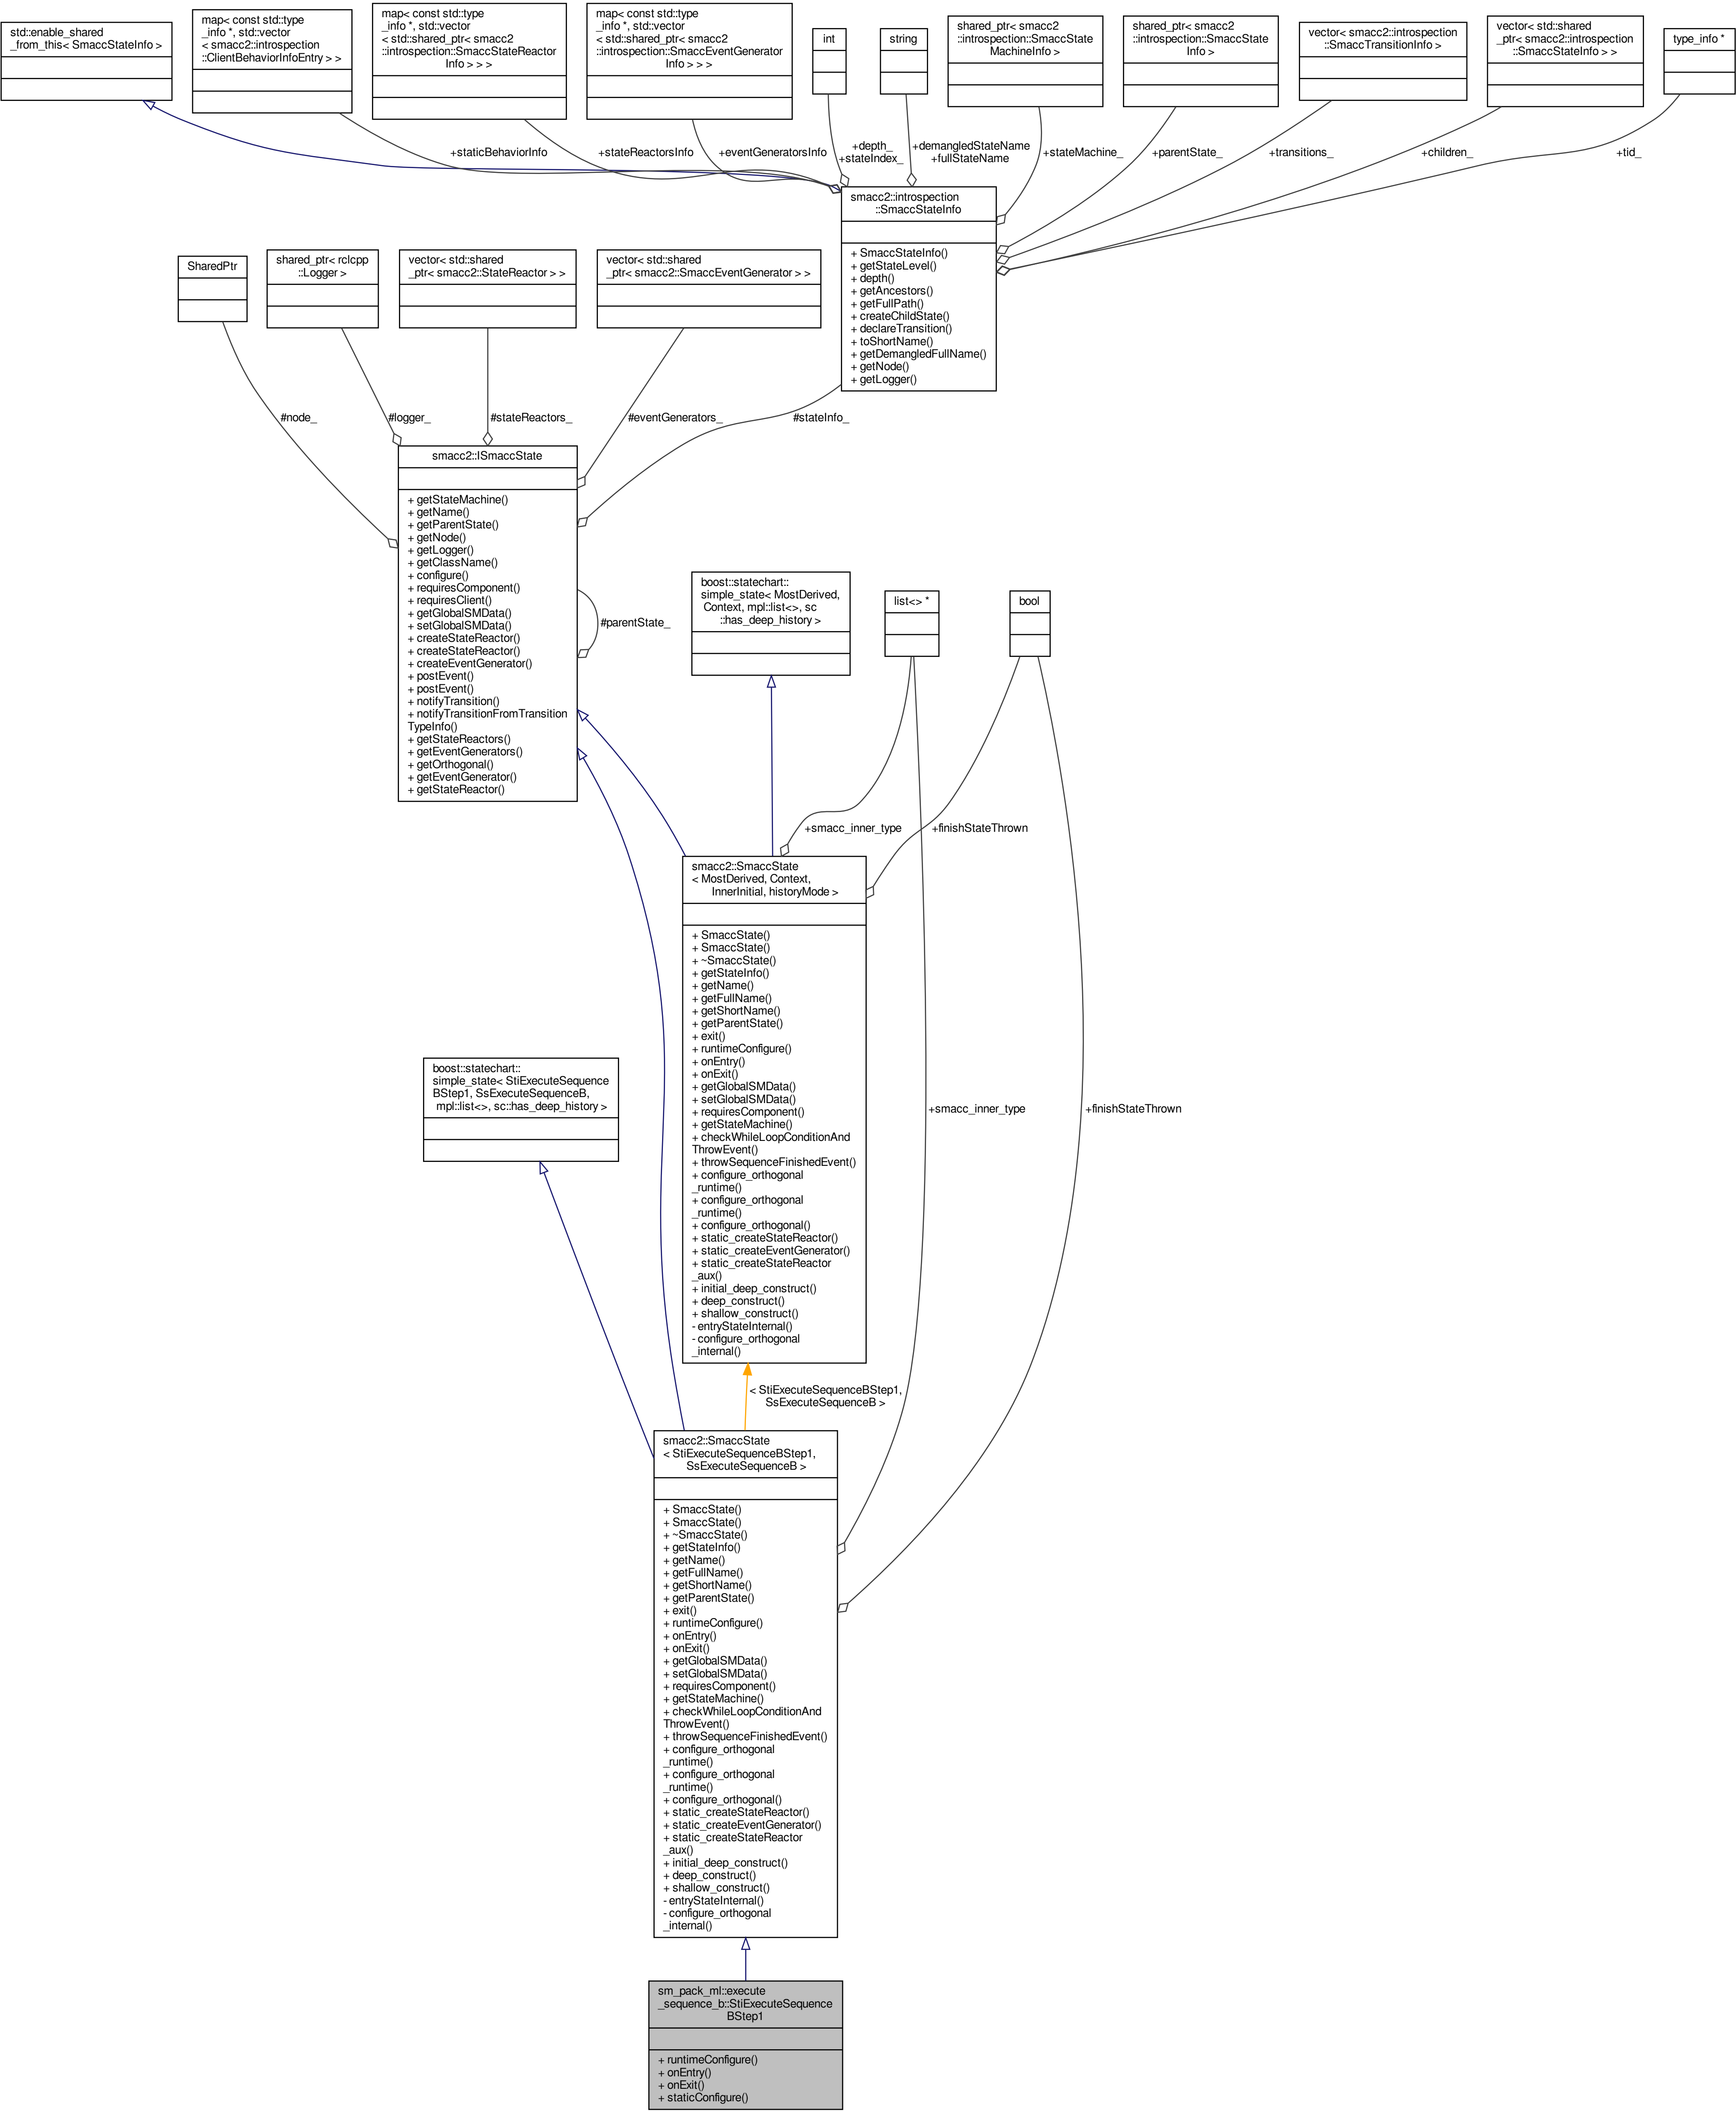 std::enable_shared
_from_this< SmaccStateInfo >
map< const std::type
_info *, std::vector
< smacc2::introspection
::ClientBehaviorInfoEntry > >
map< const std::type
_info *, std::vector
< std::shared_ptr< smacc2
::introspection::SmaccStateReactor
Info > > >
map< const std::type
_info *, std::vector
< std::shared_ptr< smacc2
::introspection::SmaccEventGenerator
Info > > >
int
string
shared_ptr< smacc2
::introspection::SmaccState
MachineInfo >
shared_ptr< smacc2
::introspection::SmaccState
Info >
vector< smacc2::introspection
::SmaccTransitionInfo >
vector< std::shared
_ptr< smacc2::introspection
::SmaccStateInfo > >
type_info *
+staticBehaviorInfo
+stateReactorsInfo
+eventGeneratorsInfo
+depth_
+stateIndex_
+demangledStateName
+fullStateName
+stateMachine_
+parentState_
+transitions_
+children_
+tid_
smacc2::introspection
::SmaccStateInfo
+ SmaccStateInfo()
+ getStateLevel()
+ depth()
+ getAncestors()
+ getFullPath()
+ createChildState()
+ declareTransition()
+ toShortName()
+ getDemangledFullName()
+ getNode()
+ getLogger()
SharedPtr
shared_ptr< rclcpp
::Logger >
vector< std::shared
_ptr< smacc2::StateReactor > >
vector< std::shared
_ptr< smacc2::SmaccEventGenerator > >
#node_
#logger_
#stateReactors_
#eventGenerators_
#stateInfo_
smacc2::ISmaccState
+ getStateMachine()
+ getName()
+ getParentState()
+ getNode()
+ getLogger()
+ getClassName()
+ configure()
+ requiresComponent()
+ requiresClient()
+ getGlobalSMData()
+ setGlobalSMData()
+ createStateReactor()
+ createStateReactor()
+ createEventGenerator()
+ postEvent()
+ postEvent()
+ notifyTransition()
+ notifyTransitionFromTransition
TypeInfo()
+ getStateReactors()
+ getEventGenerators()
+ getOrthogonal()
+ getEventGenerator()
+ getStateReactor()
#parentState_
boost::statechart::
simple_state< MostDerived,
Context, mpl::list<>, sc
::has_deep_history >
list<> *
bool
+smacc_inner_type
+finishStateThrown
smacc2::SmaccState
< MostDerived, Context,
InnerInitial, historyMode >
+ SmaccState()
+ SmaccState()
+ ~SmaccState()
+ getStateInfo()
+ getName()
+ getFullName()
+ getShortName()
+ getParentState()
+ exit()
+ runtimeConfigure()
+ onEntry()
+ onExit()
+ getGlobalSMData()
+ setGlobalSMData()
+ requiresComponent()
+ getStateMachine()
+ checkWhileLoopConditionAnd
ThrowEvent()
+ throwSequenceFinishedEvent()
+ configure_orthogonal
_runtime()
+ configure_orthogonal
_runtime()
+ configure_orthogonal()
+ static_createStateReactor()
+ static_createEventGenerator()
+ static_createStateReactor
_aux()
+ initial_deep_construct()
+ deep_construct()
+ shallow_construct()
- entryStateInternal()
- configure_orthogonal
_internal()
boost::statechart::
simple_state< StiExecuteSequence
BStep1, SsExecuteSequenceB,
mpl::list<>, sc::has_deep_history >
+smacc_inner_type
+finishStateThrown
< StiExecuteSequenceBStep1,
SsExecuteSequenceB >
smacc2::SmaccState
< StiExecuteSequenceBStep1,
SsExecuteSequenceB >
+ SmaccState()
+ SmaccState()
+ ~SmaccState()
+ getStateInfo()
+ getName()
+ getFullName()
+ getShortName()
+ getParentState()
+ exit()
+ runtimeConfigure()
+ onEntry()
+ onExit()
+ getGlobalSMData()
+ setGlobalSMData()
+ requiresComponent()
+ getStateMachine()
+ checkWhileLoopConditionAnd
ThrowEvent()
+ throwSequenceFinishedEvent()
+ configure_orthogonal
_runtime()
+ configure_orthogonal
_runtime()
+ configure_orthogonal()
+ static_createStateReactor()
+ static_createEventGenerator()
+ static_createStateReactor
_aux()
+ initial_deep_construct()
+ deep_construct()
+ shallow_construct()
- entryStateInternal()
- configure_orthogonal
_internal()
sm_pack_ml::execute
_sequence_b::StiExecuteSequence
BStep1
+ runtimeConfigure()
+ onEntry()
+ onExit()
+ staticConfigure()